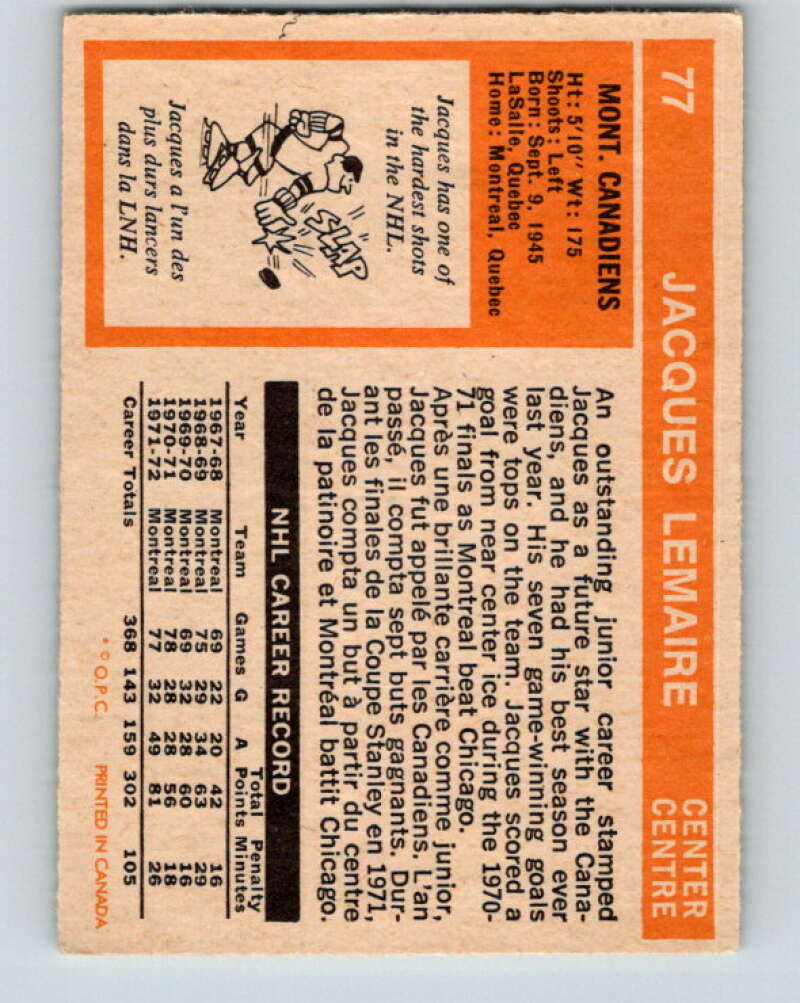 77
JACQUES LEMAIRE
CENTER
CENTRE
MONT. CANADIENS
Ht: 5'10" Wt: 175
Shoots: Left
Born: Sept. 9, 1945
LaSalle, Quebec
Home: Montreal, Quebec
Jacques has one of
the hardest shots
in the NHL.
SLAP
Jacques a l'un des
plus durs lancers
dans la LNH.
An outstanding junior career stamped
Jacques as a future star with the Cana-
diens, and he had his best season ever
last year. His seven game-winning goals
were tops on the team. Jacques scored a
goal from near center ice during the 1970-
71 finals as Montreal beat Chicago.
Après une brillante carrière comme junior,
Jacques fut appelé par les Canadiens. L'an
passé, il compta sept buts gagnants. Dur-
ant les finales de la Coupe Stanley en 1971,
Jacques compta un but à partir du centre
de la patinoire et Montréal battit Chicago.
NHL CAREER RECORD
Total Penalty
Year Team Games G A Points Minutes
1967-68 Montreal 69 22 20 42 16
1968-69 Montreal 75 29 34 63 29
1969-70 Montreal 69 32 28 60 16
1970-71 Montreal 78 28 28 56 18
1971-72 Montreal 77 32 49 81 26
Career Totals 368 143 159 302 105
* © O.P.C. PRINTED IN CANADA